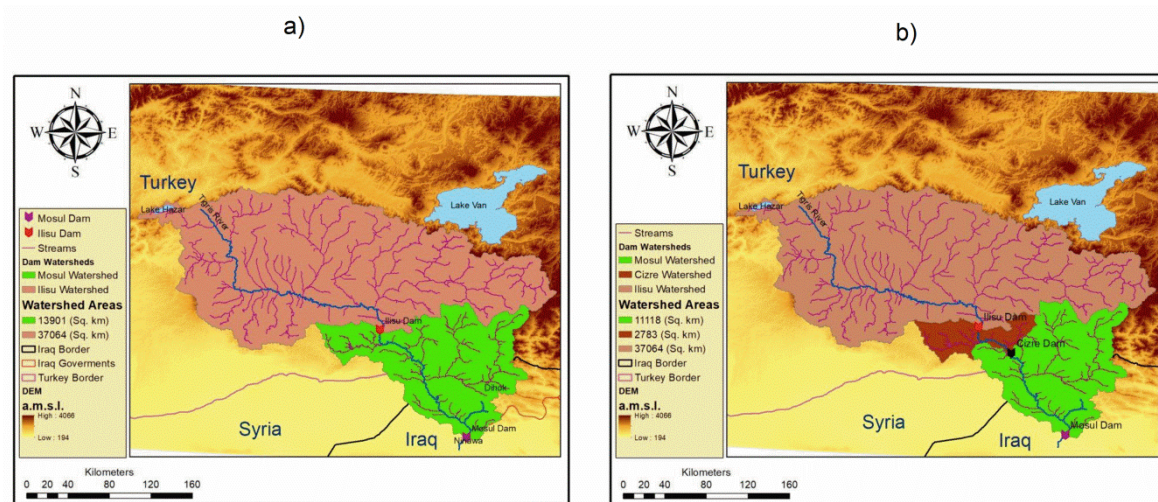 a)
N
W E
S
Turkey
Lake Hazar
Tigris River
Lake Van
Mosul Dam
Ilisu Dam
Streams
Dam Watersheds
Mosul Watershed
Ilisu Watershed
Watershed Areas
13901 (Sq. km)
37064 (Sq. km)
Iraq Border
Iraq Goverments
Turkey Border
DEM
a.m.s.l.
High : 4066
Low : 194
Ilisu Dam
Dihok
Mosul Dam
Ninewa
Syria
Iraq
Kilometers
0 20 40 80 120 160
b)
N
W E
S
Turkey
Lake Hazar
Tigris River
Lake Van
Streams
Dam Watersheds
Mosul Watershed
Cizre Watershed
Ilisu Watershed
Watershed Areas
11118 (Sq. km)
2783 (Sq. km)
37064 (Sq. km)
Iraq Border
Turkey Border
DEM
a.m.s.l.
High : 4066
Low : 194
Ilisu Dam
Cizre Dam
Mosul Dam
Syria
Iraq
Kilometers
0 20 40 80 120 160